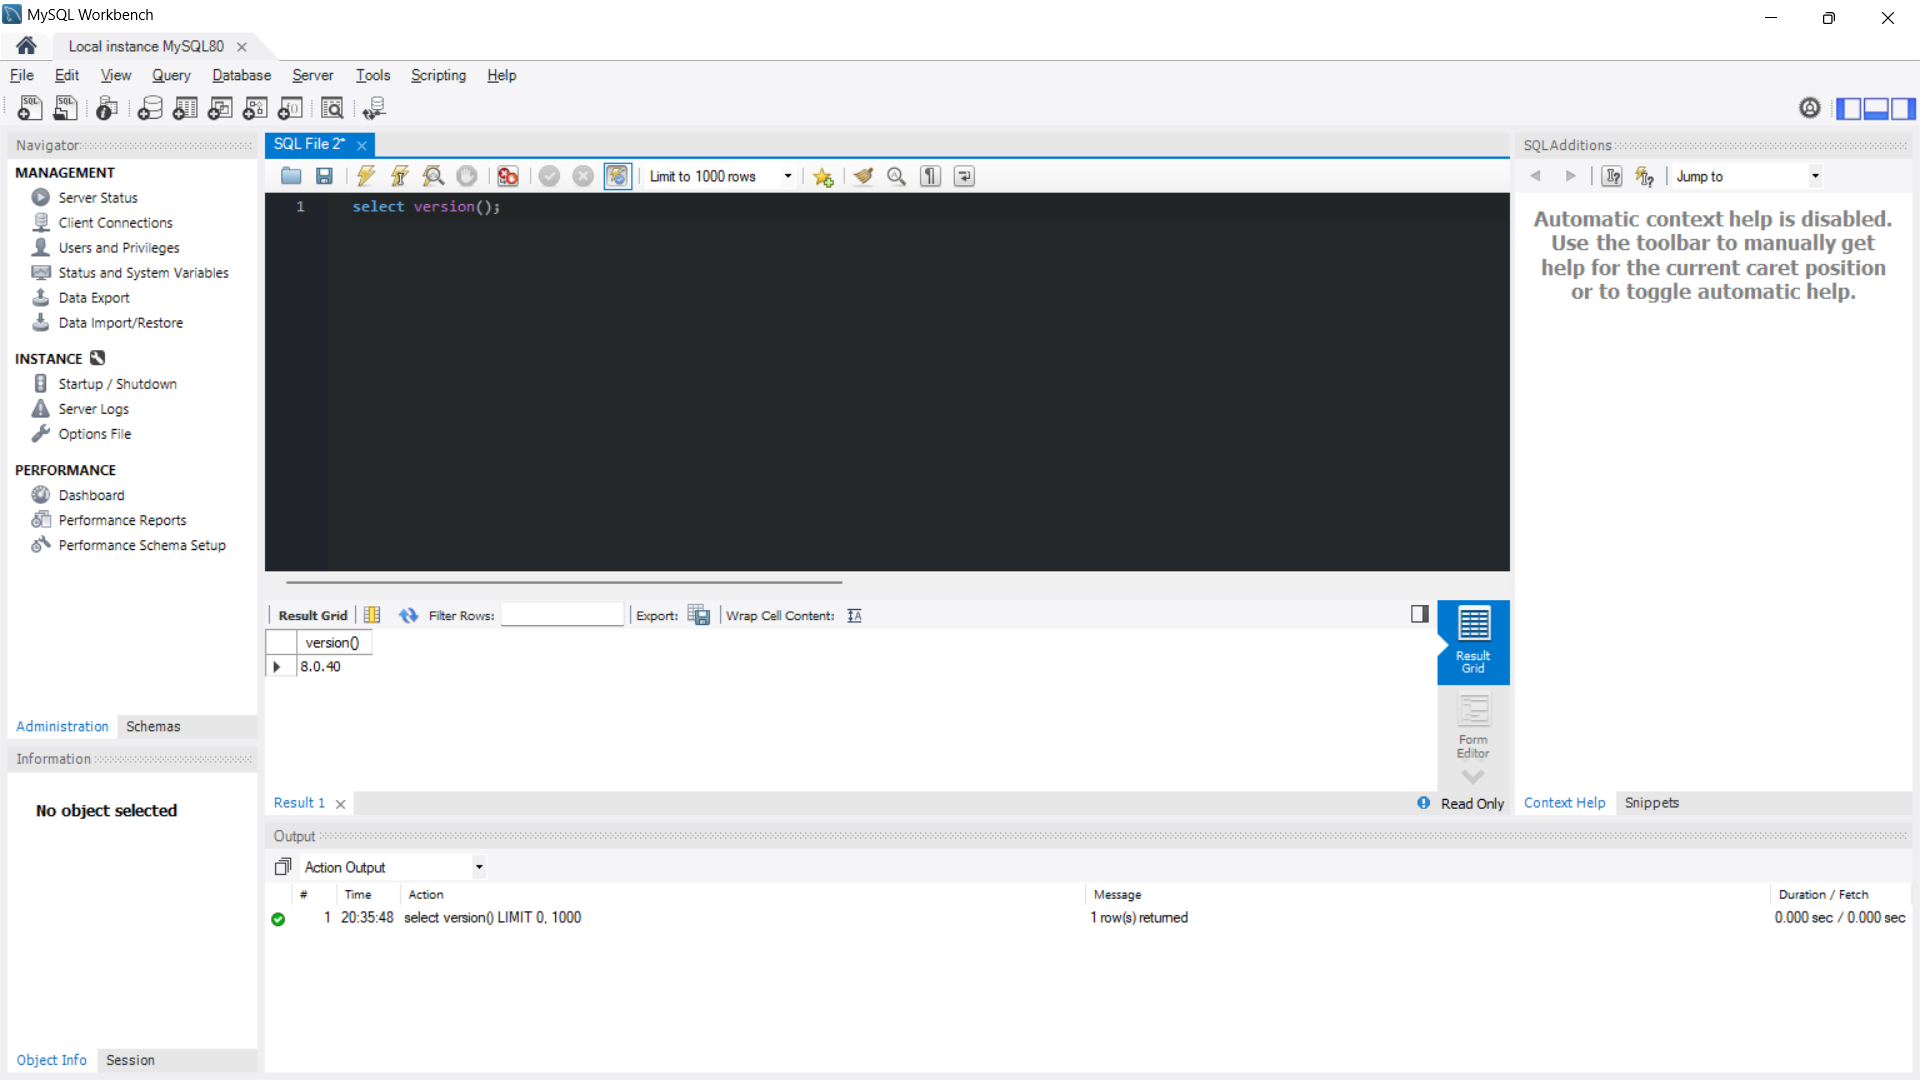 MySQL Workbench
Local instance MySQL80
File Edit View Query Database Server Tools Scripting Help
Navigator
MANAGEMENT
Server Status
Client Connections
Users and Privileges
Status and System Variables
Data Export
Data Import/Restore
INSTANCE
Startup / Shutdown
Server Logs
Options File
PERFORMANCE
Dashboard
Performance Reports
Performance Schema Setup
Administration Schemas
Information
No object selected
Object Info Session
SQL File 2*
Limit to 1000 rows
1 select version();
Result Grid Filter Rows: Export: Wrap Cell Content:
version()
8.0.40
Result
Grid
Form
Editor
Result 1 Read Only
SQLAdditions
Jump to
Automatic context help is disabled.
Use the toolbar to manually get
help for the current caret position
or to toggle automatic help.
Context Help Snippets
Output
Action Output
# Time Action Message Duration / Fetch
1 20:35:48 select version() LIMIT 0, 1000 1 row(s) returned 0.000 sec / 0.000 sec